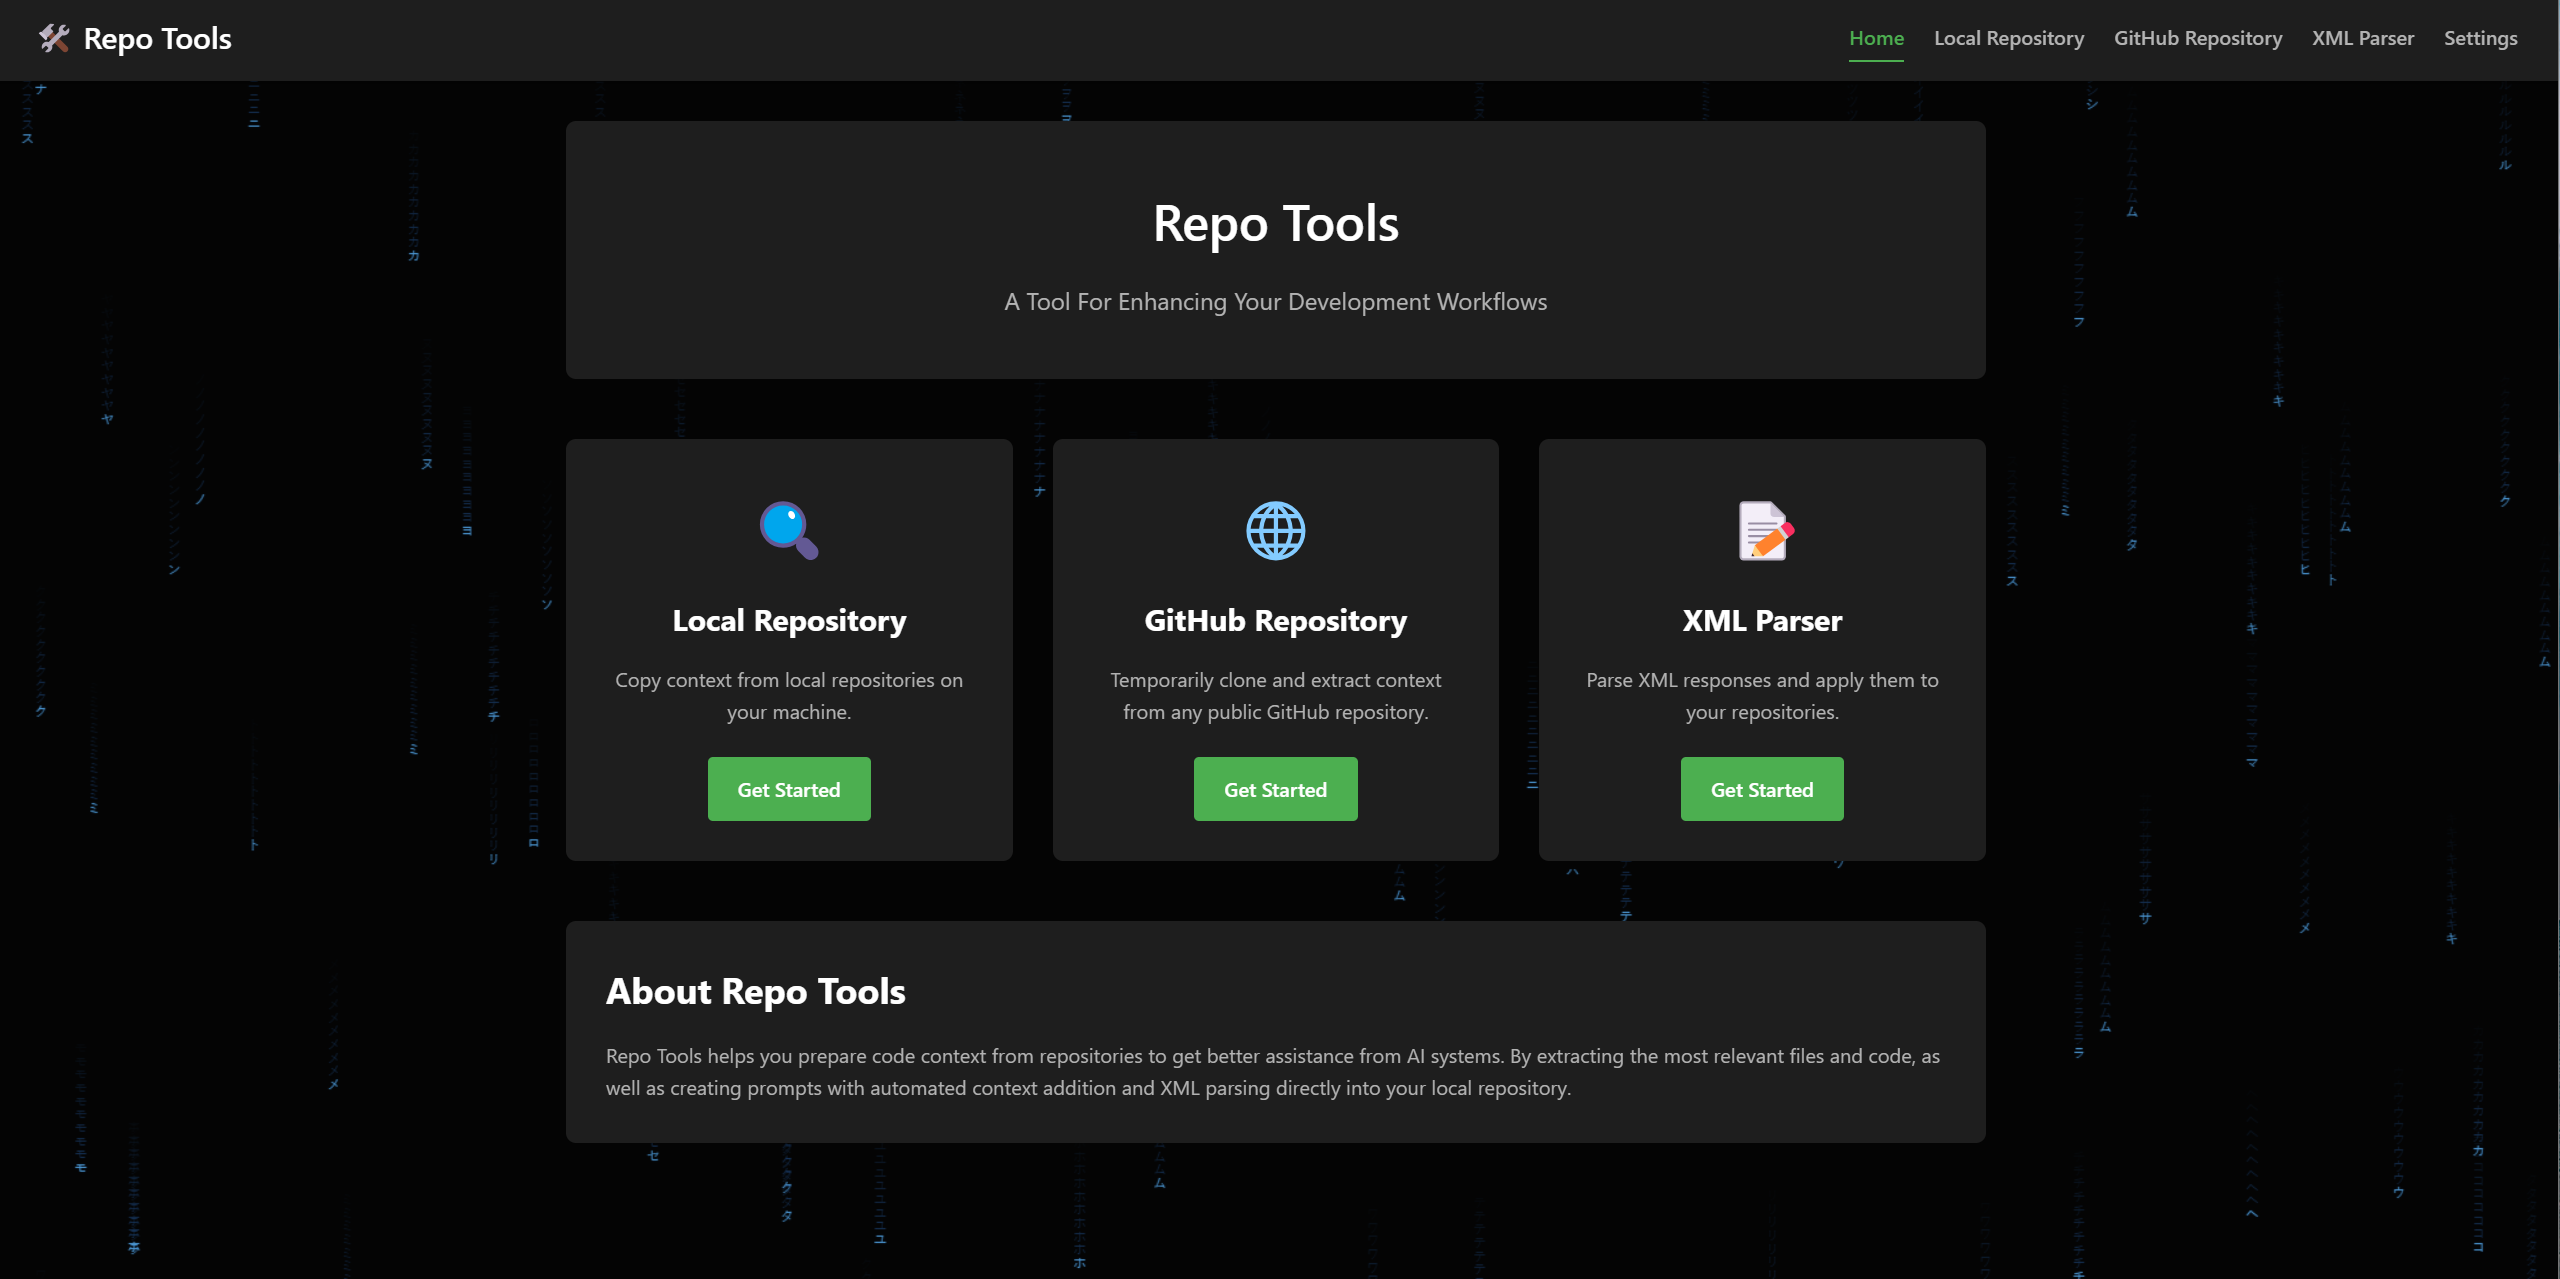 Repo Tools
Home Local Repository GitHub Repository XML Parser Settings
Repo Tools
A Tool For Enhancing Your Development Workflows
Local Repository
Copy context from local repositories on
your machine.
Get Started
GitHub Repository
Temporarily clone and extract context
from any public GitHub repository.
Get Started
XML Parser
Parse XML responses and apply them to
your repositories.
Get Started
About Repo Tools
Repo Tools helps you prepare code context from repositories to get better assistance from AI systems. By extracting the most relevant files and code, as
well as creating prompts with automated context addition and XML parsing directly into your local repository.